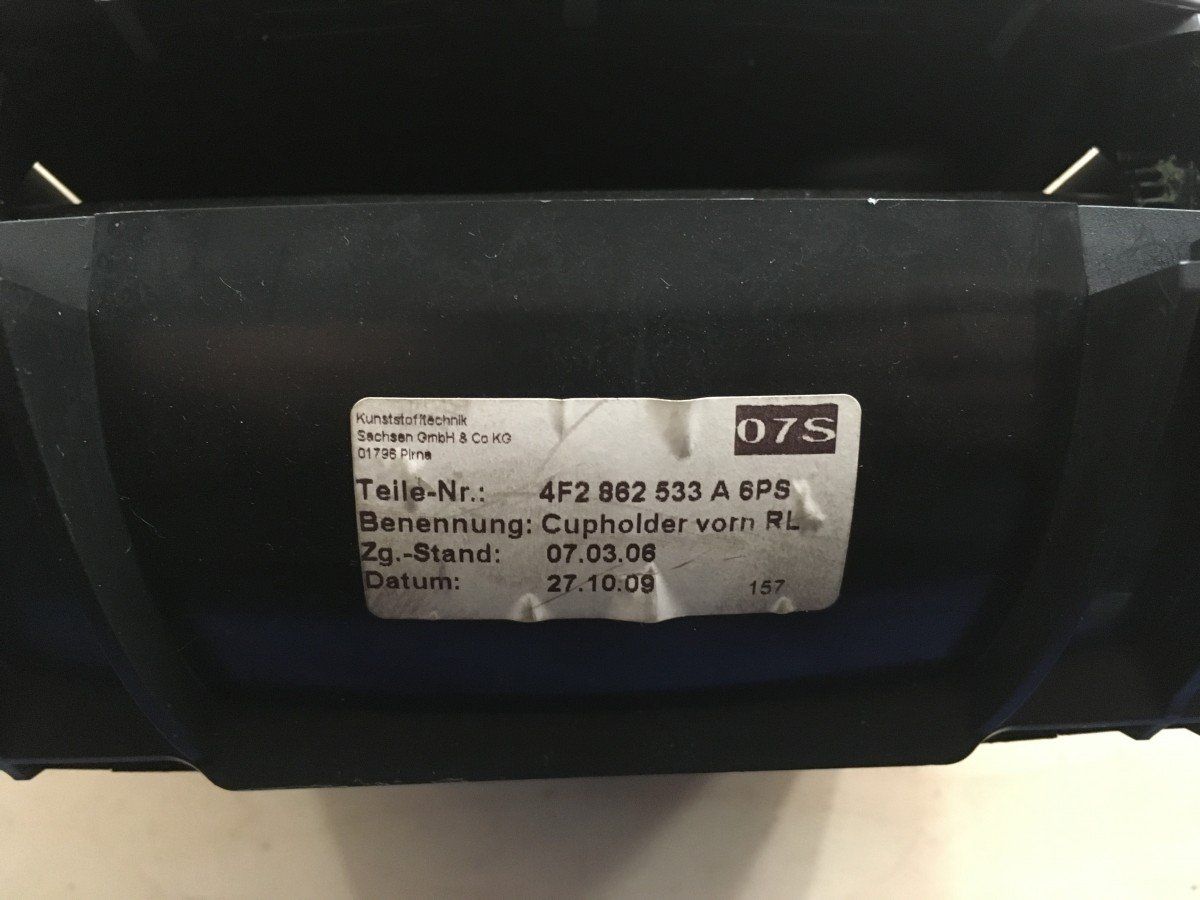 Kunststofftechnik
Sachsen GmbH & Co KG
01796 Pirna
07S
Teile-Nr.: 4F2 862 533 A 6PS
Benennung: Cupholder vorn RL
Zg.-Stand: 07.03.06
Datum: 27.10.09 157